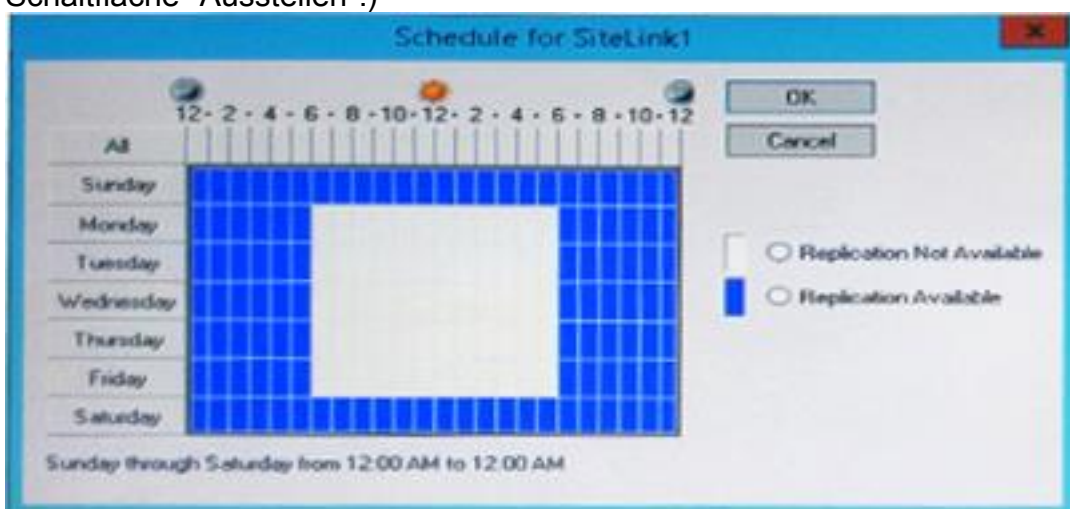 Schaltfläche "Ausstellen".)
Schedule for SiteLink1
12 - 2 - 4 - 6 - 8 - 10 - 12 - 2 - 4 - 6 - 8 - 10 - 12
OK
Cancel
All
Sunday
Monday
Tuesday
Wednesday
Thursday
Friday
Saturday
Replication Not Available
Replication Available
Sunday through Saturday from 12:00 AM to 12:00 AM